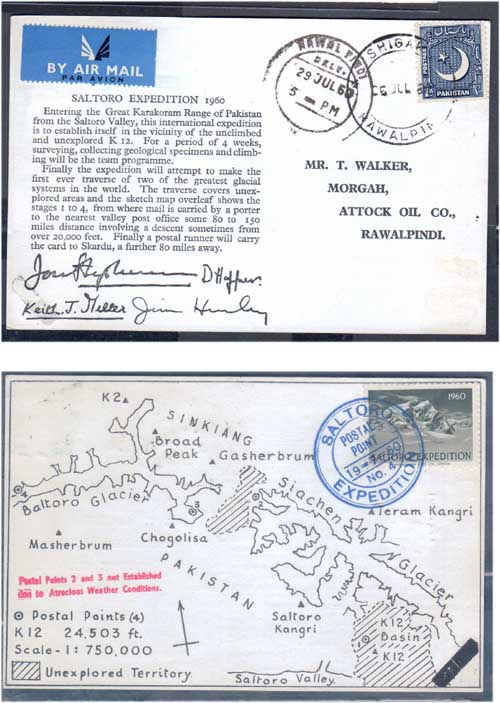 BY AIR MAIL
PAR AVION
SALTORO EXPEDITION 1960
Entering the Great Karakoram Range of Pakistan
from the Saltoro Valley, this international expedition
is to establish itself in the vicinity of the unclimbed
and unexplored K 12. For a period of 4 weeks,
surveying, collecting geological specimens and climb-
ing will be the team programme.
Finally the expedition will attempt to make the
first ever traverse of two of the greatest glacial
systems in the world. The traverse covers unex-
plored areas and the sketch map overleaf shows the
stages 1 to 4, from where mail is carried by a porter
to the nearest valley post office some 80 to 150
miles distance involving a descent sometimes from
over 20,000 feet. Finally a postal runner will carry
the card to Skardu, a further 80 miles away.
Keith. J. Miller
RAWALPINDI
29 JUL 60
5 - PM
SHIGAR
RAWALPIN
PAKISTAN
MR. T. WALKER,
MORGAH,
ATTOCK OIL CO.,
RAWALPINDI.
K2
SINKIANG
Broad
Peak
Gasherbrum
Baltoro Glacier
Chogolisa
Masherbrum
PAKISTAN
Siachen
Glacier
Teram Kangri
Saltoro
Kangri
K12
Basin
K12
Saltoro Valley
1960
SALTORO EXPEDITION
SALTORO
POSTAL
POINT
No. 4
EXPEDITION
Postal Points 2 and 3 not Established
due to Atrocious Weather Conditions.
Postal Points (4)
K12 24,503 ft.
Scale - 1: 750,000
Unexplored Territory.